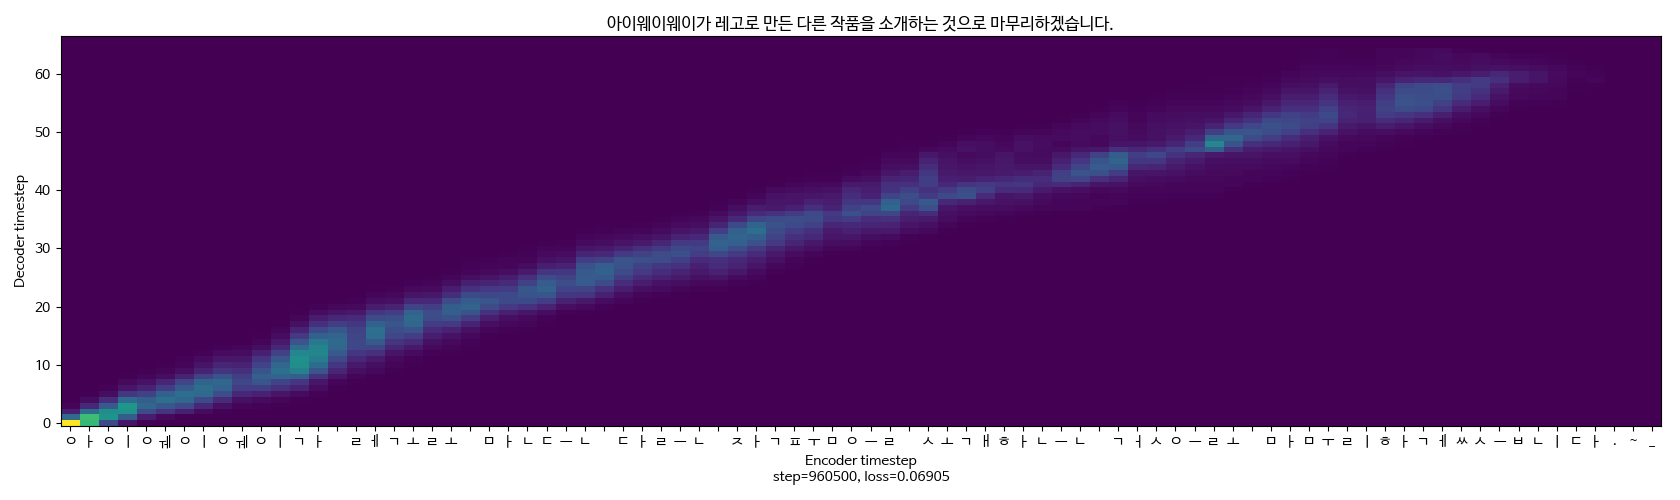 아이웨이웨이가 레고로 만든 다른 작품을 소개하는 것으로 마무리하겠습니다.
Decoder timestep
60
50
40
30
20
10
0
ㅇ ㅏ ㅇ ㅣ ㅇ ㅞ ㅇ ㅣ ㅇ ㅞ ㅇ ㅣ ㄱ ㅏ ㄹ ㅔ ㄱ ㅗ ㄹ ㅗ ㅁ ㅏ ㄴ ㄷ ㅡ ㄴ ㄷ ㅏ ㄹ ㅡ ㄴ ㅈ ㅏ ㄱ ㅍ ㅜ ㅁ ㅇ ㅡ ㄹ ㅅ ㅗ ㄱ ㅐ ㅎ ㅏ ㄴ ㅡ ㄴ ㄱ ㅓ ㅅ ㅇ ㅡ ㄹ ㅗ ㅁ ㅏ ㅁ ㅜ ㄹ ㅣ ㅎ ㅏ ㄱ ㅔ ㅆ ㅅ ㅡ ㅂ ㄴ ㅣ ㄷ ㅏ . ~ _
Encoder timestep
step=960500, loss=0.06905